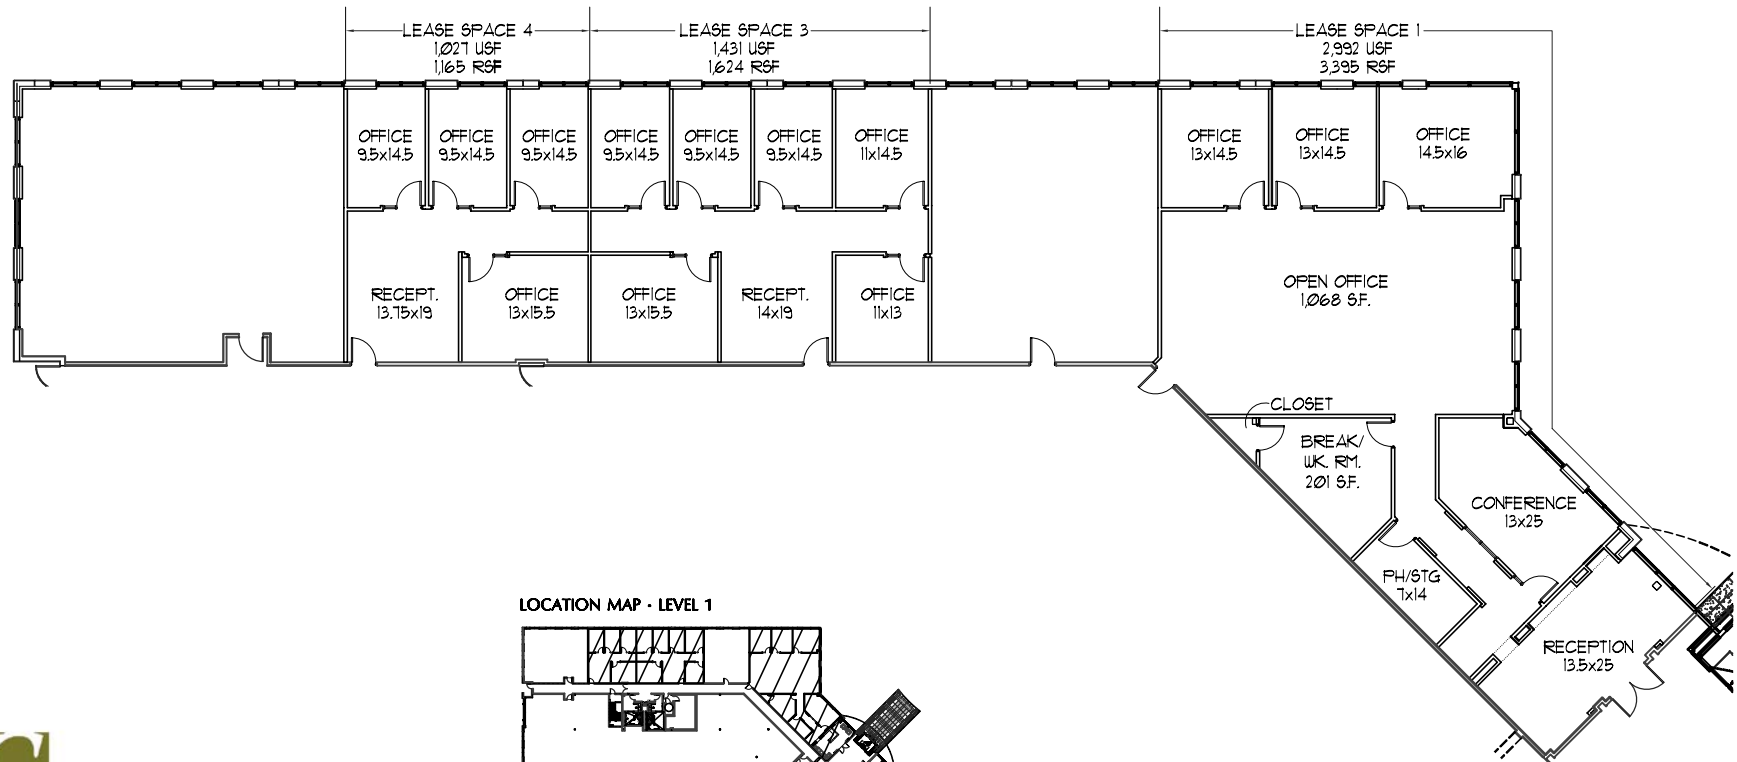 LEASE SPACE 4
1,027 USF
1,165 RSF
LEASE SPACE 3
1,431 USF
1,624 RSF
LEASE SPACE 1
2,992 USF
3,395 RSF
OFFICE
9.5x14.5
OFFICE
9.5x14.5
OFFICE
9.5x14.5
OFFICE
9.5x14.5
OFFICE
9.5x14.5
OFFICE
9.5x14.5
OFFICE
11x14.5
OFFICE
13x14.5
OFFICE
13x14.5
OFFICE
14.5x16
RECEPT.
13.75x19
OFFICE
13x15.5
OFFICE
13x15.5
RECEPT.
14x19
OFFICE
11x13
OPEN OFFICE
1,068 S.F.
CLOSET
BREAK/
WK. RM.
201 S.F.
CONFERENCE
13x25
PH/STG
7x14
RECEPTION
13.5x25
LOCATION MAP · LEVEL 1